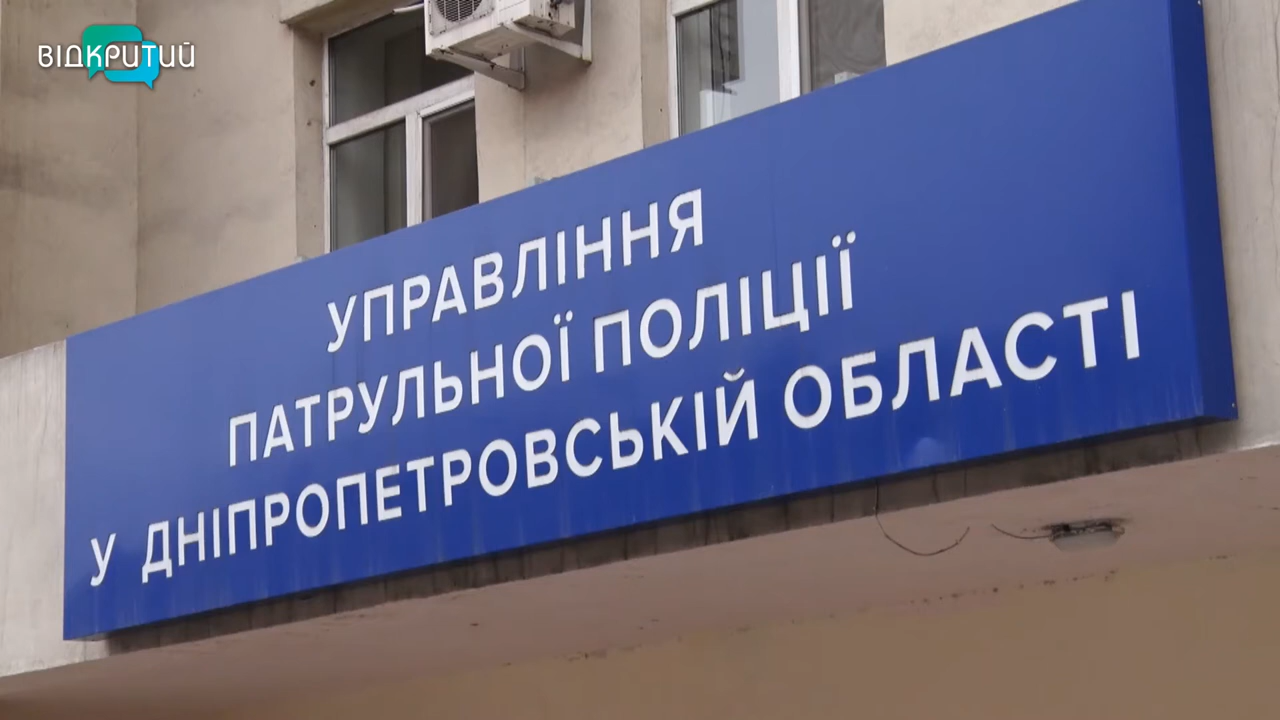 ВІДКРИТИЙ
УПРАВЛІННЯ
ПАТРУЛЬНОЇ ПОЛІЦІЇ
У ДНІПРОПЕТРОВСЬКІЙ ОБЛАСТІ